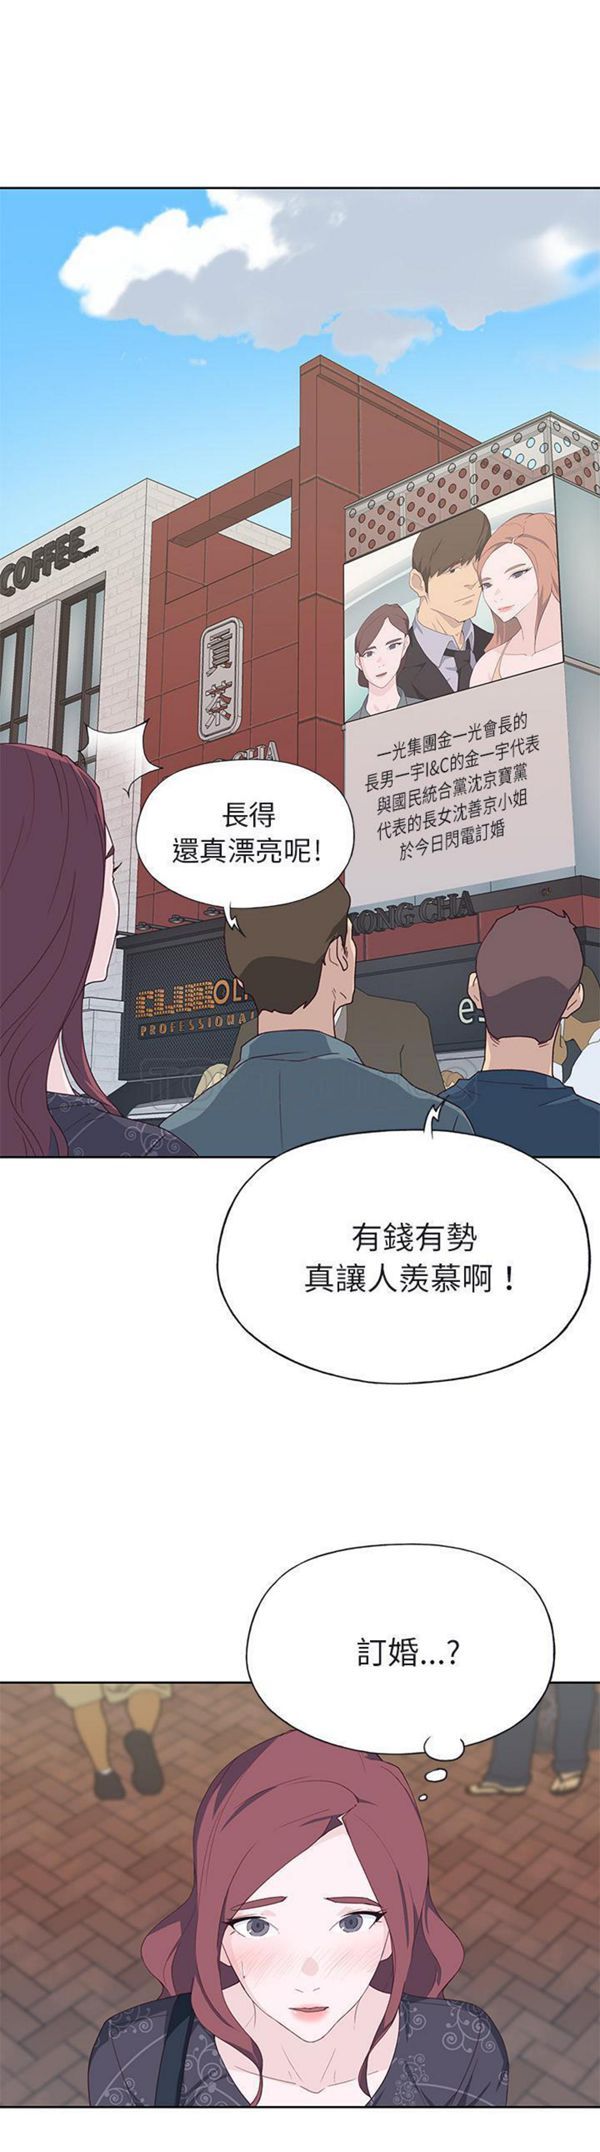 COFFEE
貢茶
一光集團金一光會長的
長男一宇I&C的金一宇代表
與國民統合黨沈京寶黨
代表的長女沈善京小姐
於今日閃電訂婚
長得
還真漂亮呢!
KONG CHA
CLUB
PROFESSIONAL
有錢有勢
真讓人羨慕啊！
訂婚...?